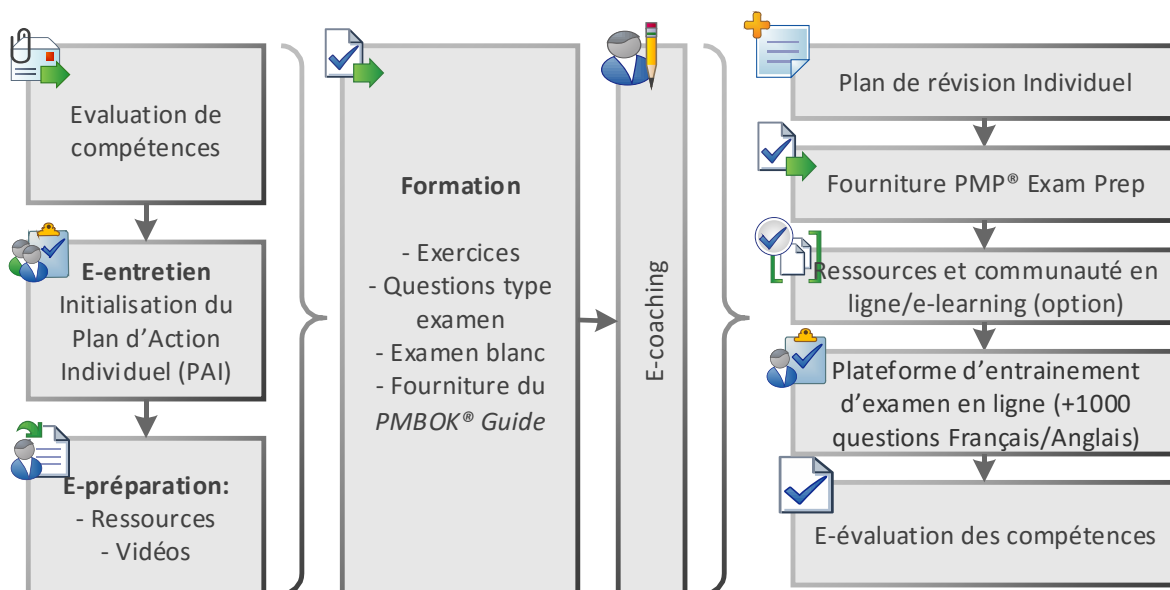 Evaluation de
compétences
E-entretien
Initialisation du
Plan d’Action
Individuel (PAI)
E-préparation:
- Ressources
- Vidéos
Formation
- Exercices
- Questions type
examen
- Examen blanc
- Fourniture du
PMBOK® Guide
E-coaching
Plan de révision Individuel
Fourniture PMP® Exam Prep
Ressources et communauté en
ligne/e-learning (option)
Plateforme d’entrainement
d’examen en ligne (+1000
questions Français/Anglais)
E-évaluation des compétences